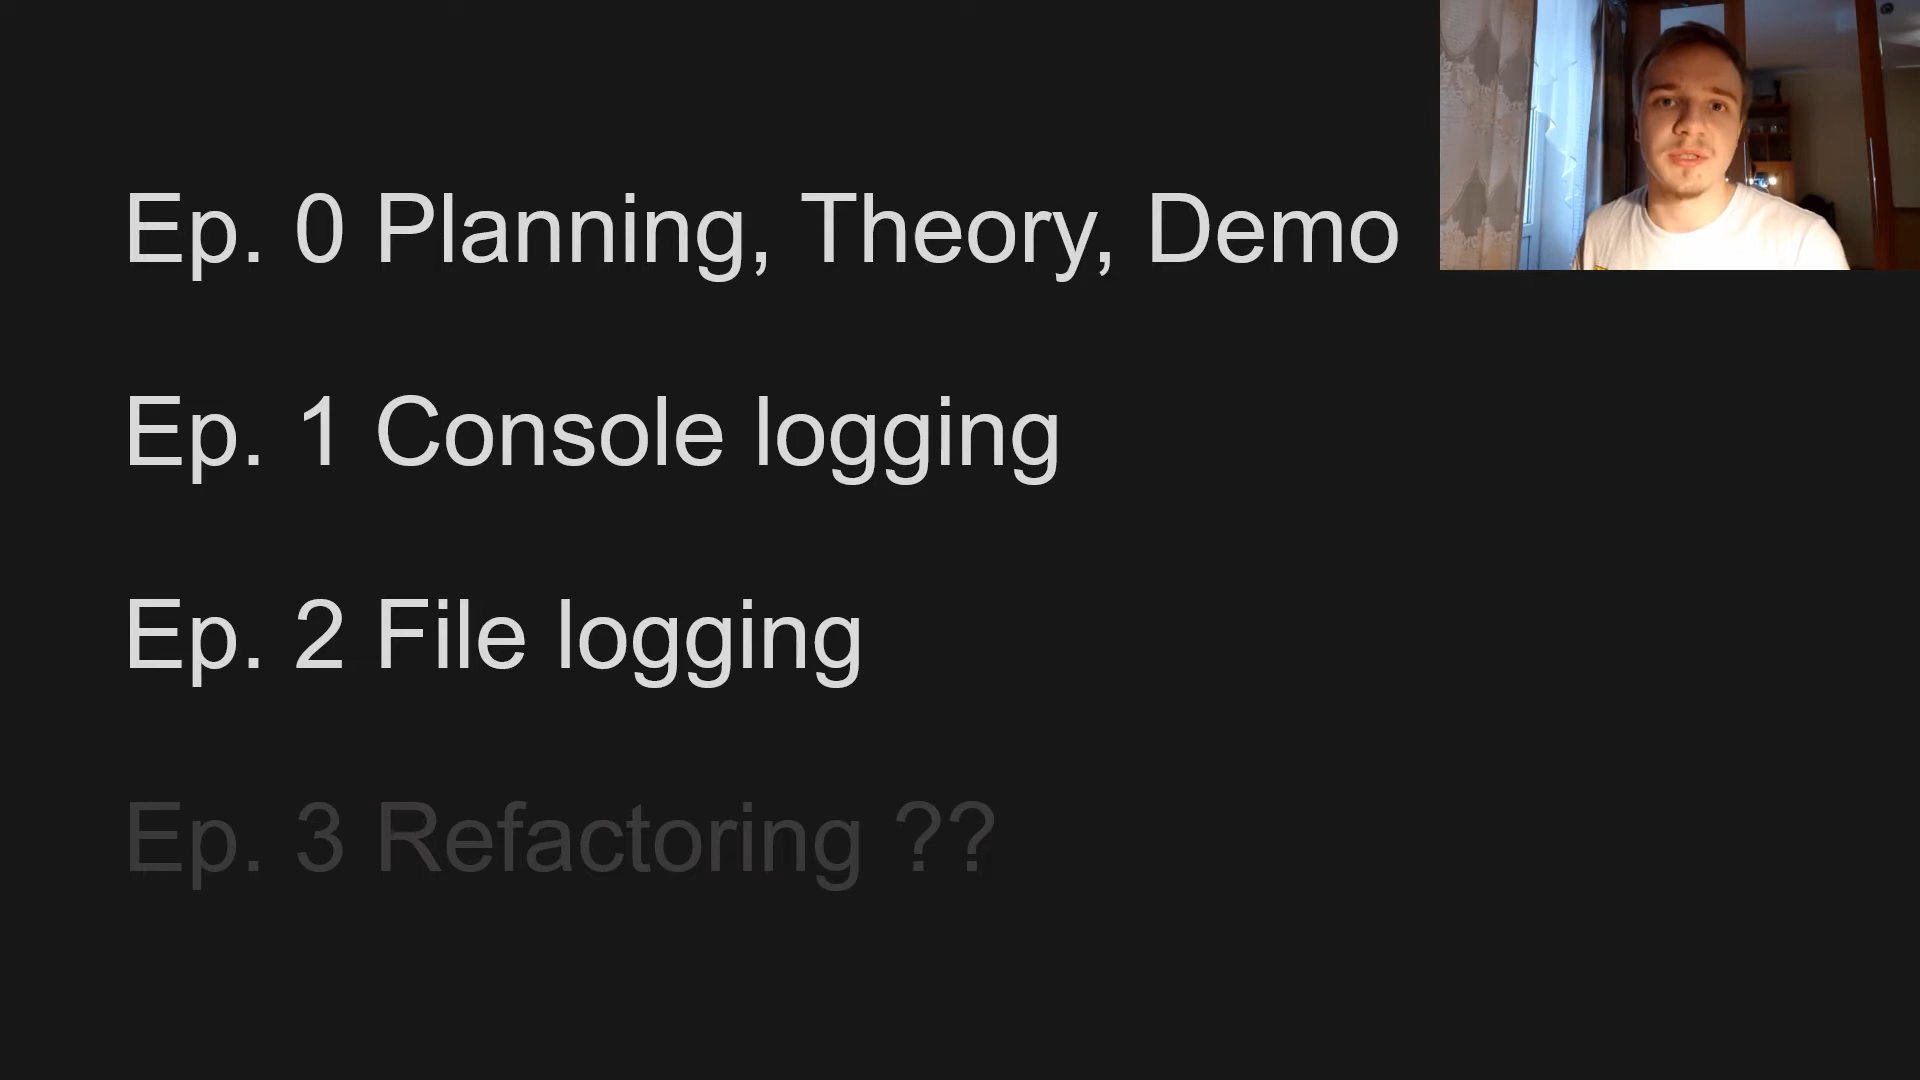 Ep. 0 Planning, Theory, Demo
Ep. 1 Console logging
Ep. 2 File logging
Ep. 3 Refactoring ??